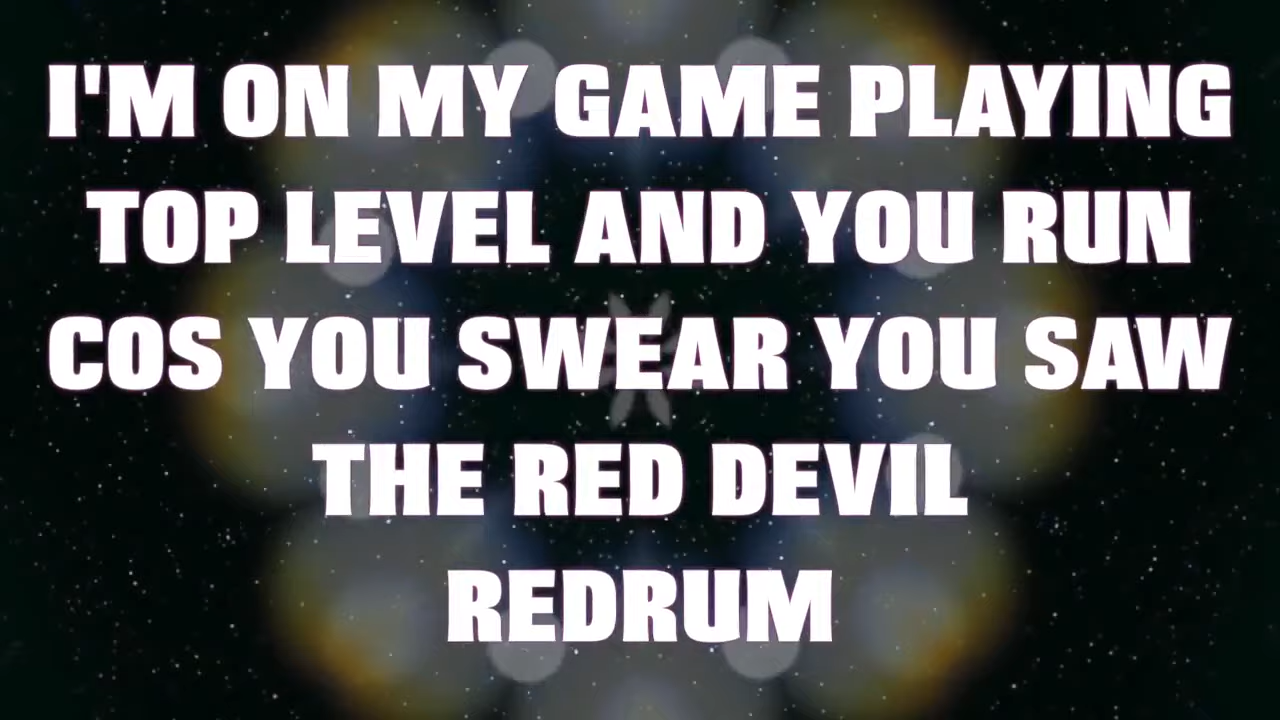 I'M ON MY GAME PLAYING
TOP LEVEL AND YOU RUN
COS YOU SWEAR YOU SAW
THE RED DEVIL
REDRUM